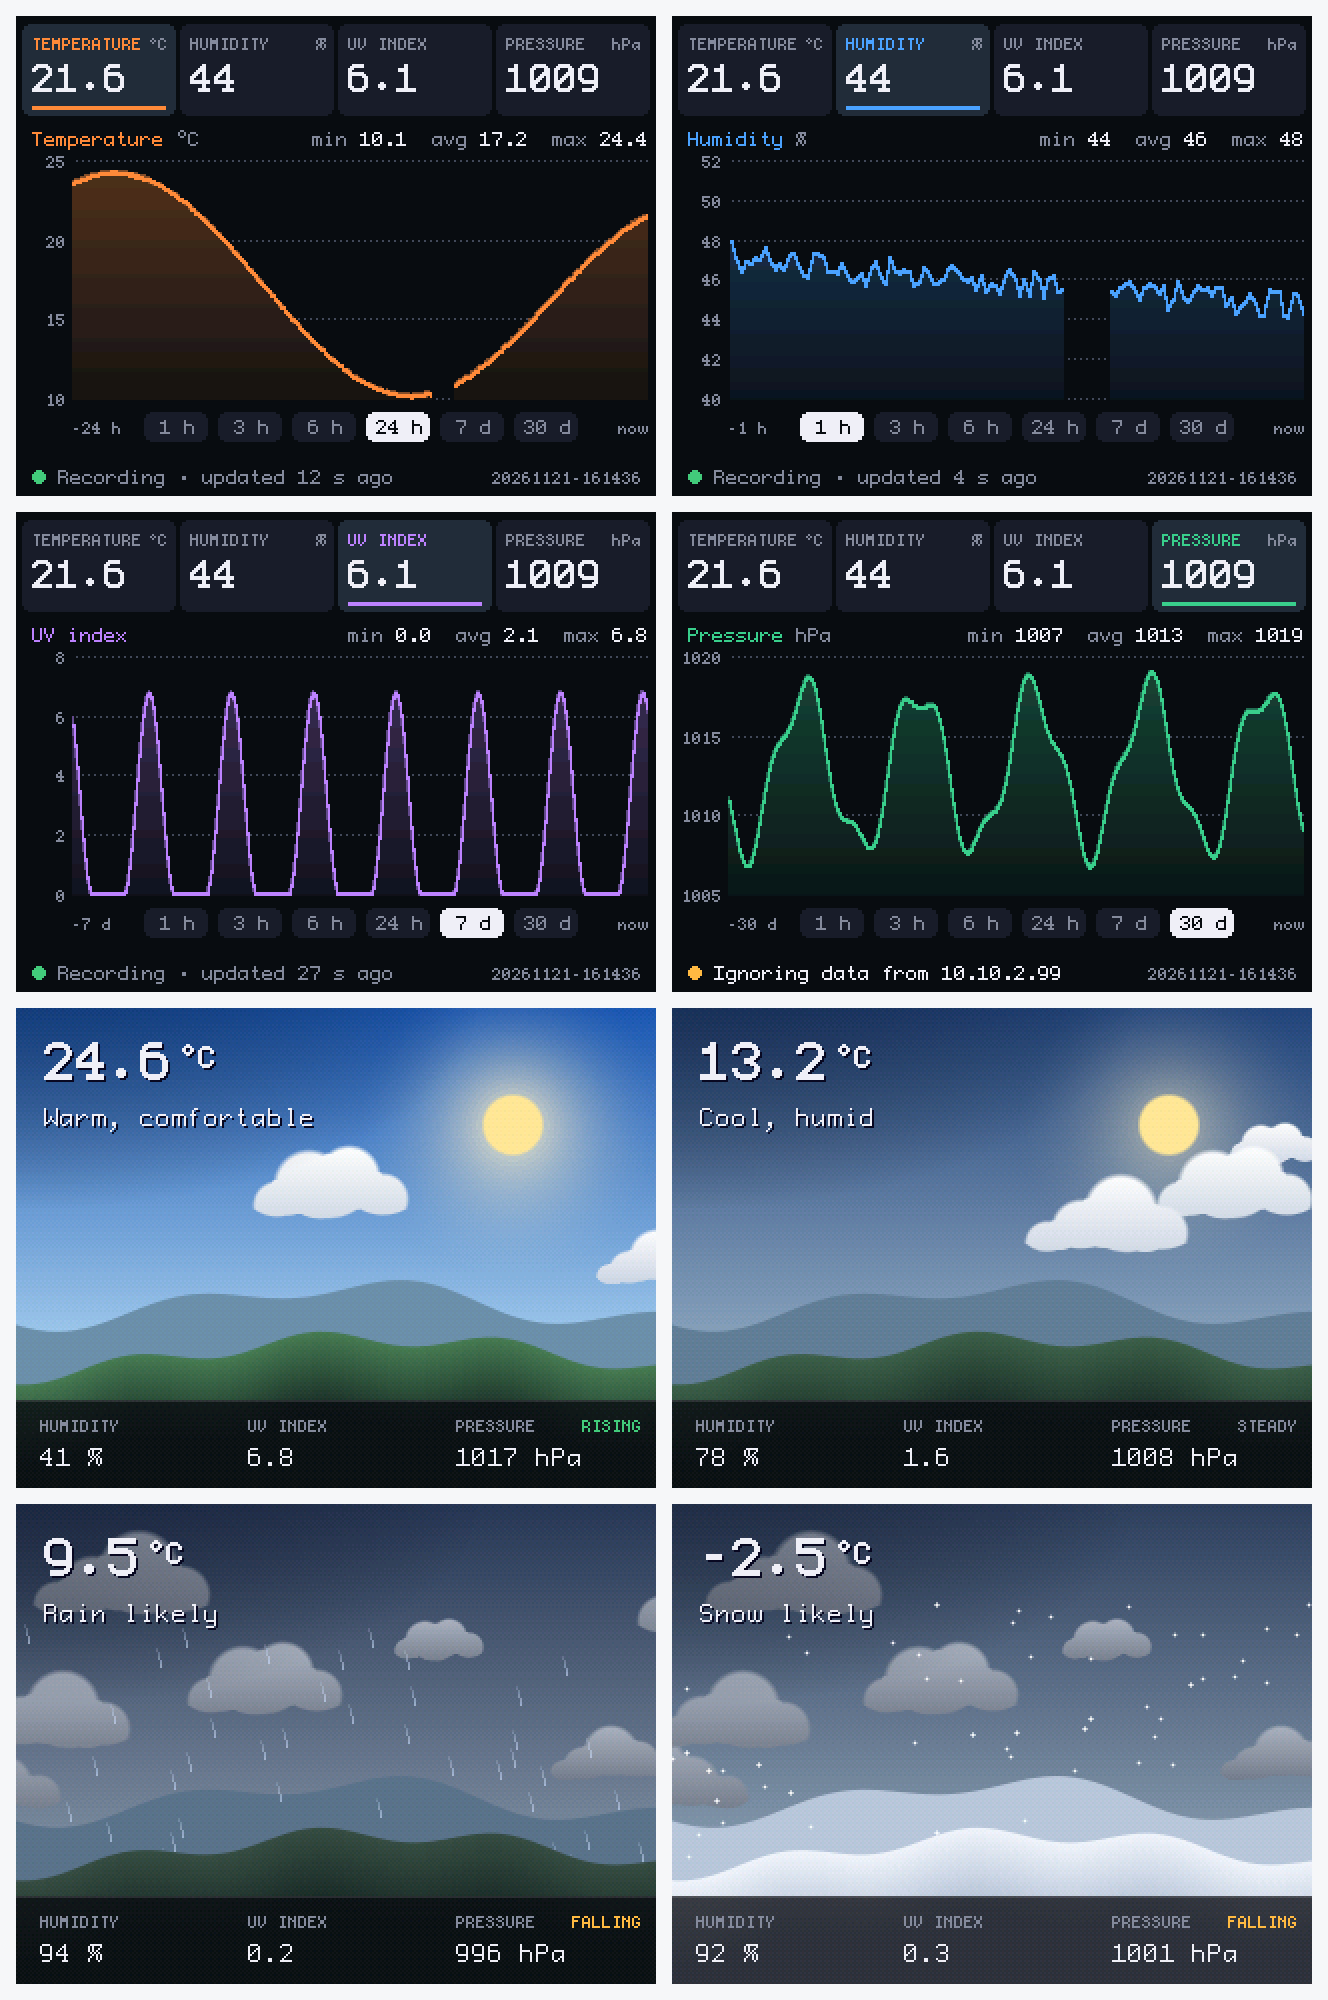 TEMPERATURE °C HUMIDITY % UV INDEX PRESSURE hPa
21.6 44 6.1 1009
Temperature °C min 10.1 avg 17.2 max 24.4
25
20
15
10
-24 h 1 h 3 h 6 h 24 h 7 d 30 d now
Recording · updated 12 s ago 20261121-161436
TEMPERATURE °C HUMIDITY % UV INDEX PRESSURE hPa
21.6 44 6.1 1009
Humidity % min 44 avg 46 max 48
52
50
48
46
44
42
40
-1 h 1 h 3 h 6 h 24 h 7 d 30 d now
Recording · updated 4 s ago 20261121-161436
TEMPERATURE °C HUMIDITY % UV INDEX PRESSURE hPa
21.6 44 6.1 1009
UV index min 0.0 avg 2.1 max 6.8
8
6
4
2
0
-7 d 1 h 3 h 6 h 24 h 7 d 30 d now
Recording · updated 27 s ago 20261121-161436
TEMPERATURE °C HUMIDITY % UV INDEX PRESSURE hPa
21.6 44 6.1 1009
Pressure hPa min 1007 avg 1013 max 1019
1020
1015
1010
1005
-30 d 1 h 3 h 6 h 24 h 7 d 30 d now
Ignoring data from 10.10.2.99 20261121-161436
24.6 °C
Warm, comfortable
HUMIDITY UV INDEX PRESSURE RISING
41 % 6.8 1017 hPa
13.2 °C
Cool, humid
HUMIDITY UV INDEX PRESSURE STEADY
78 % 1.6 1008 hPa
9.5 °C
Rain likely
HUMIDITY UV INDEX PRESSURE FALLING
94 % 0.2 996 hPa
-2.5 °C
Snow likely
HUMIDITY UV INDEX PRESSURE FALLING
92 % 0.3 1001 hPa